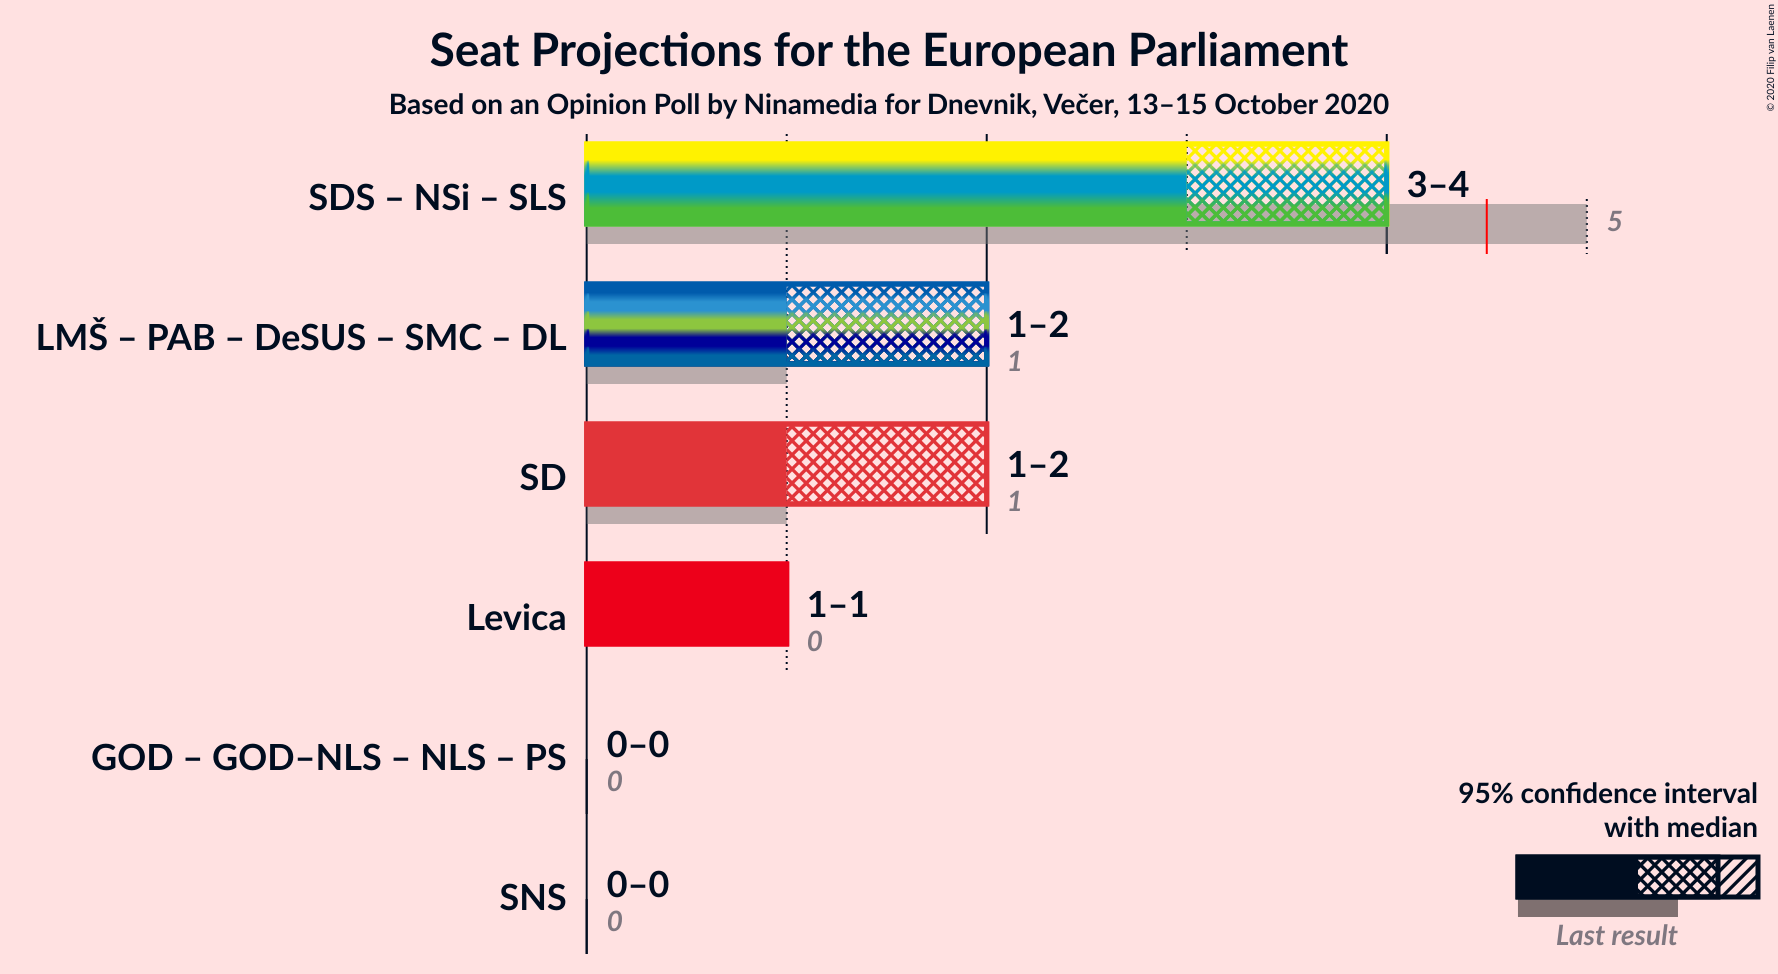 Seat Projections for the European Parliament
Based on an Opinion Poll by Ninamedia for Dnevnik, Večer, 13–15 October 2020
© 2020 Filip van Laenen
SDS – NSi – SLS
3–4
5
LMŠ – PAB – DeSUS – SMC – DL
1–2
1
SD
1–2
1
Levica
1–1
0
GOD – GOD–NLS – NLS – PS
0–0
0
SNS
0–0
0
95% confidence interval
with median
Last result